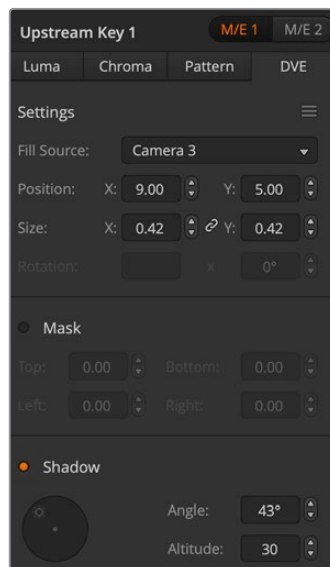 Upstream Key 1 M/E 1 M/E 2
Luma Chroma Pattern DVE
Settings
Fill Source: Camera 3
Position: X: 9.00 Y: 5.00
Size: X: 0.42 Y: 0.42
Rotation: x 0°
Mask
Top: 0.00 Bottom: 0.00
Left: 0.00 Right: 0.00
Shadow
Angle: 43°
Altitude: 30